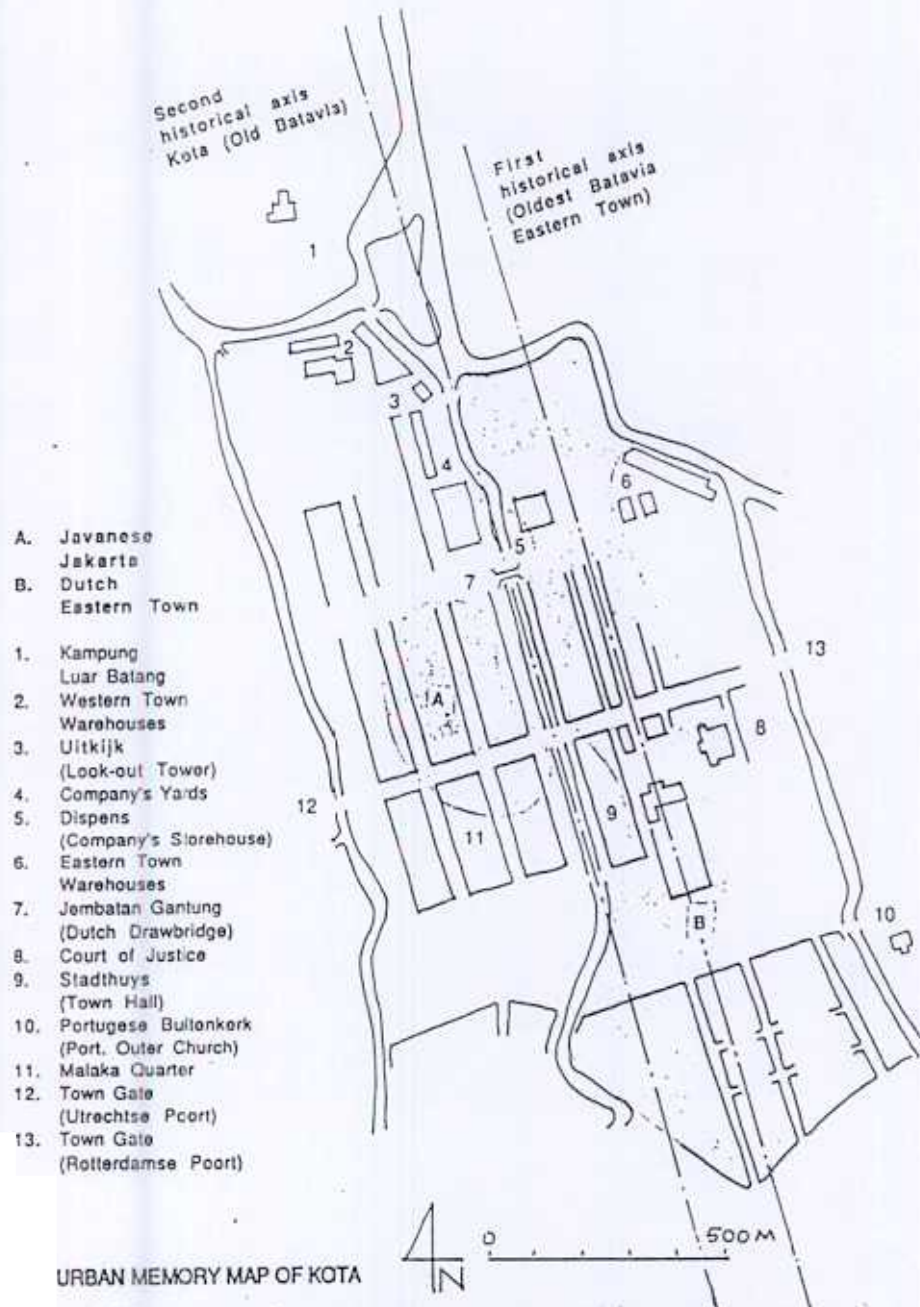 Second
historical axis
Kota (Old Batavia)
First
historical axis
(Oldest Batavia
Eastern Town)
1
2
3
4
5
6
7
A
13
8
12
11
9
B
10
A. Javanese
Jakarta
B. Dutch
Eastern Town
1. Kampung
Luar Batang
2. Western Town
Warehouses
3. Uitkijk
(Look-out Tower)
4. Company's Yards
5. Dispens
(Company's Storehouse)
6. Eastern Town
Warehouses
7. Jembatan Gantung
(Dutch Drawbridge)
8. Court of Justice
9. Stadthuys
(Town Hall)
10. Portugese Buitenkerk
(Port. Outer Church)
11. Malaka Quarter
12. Town Gate
(Utrechtse Poort)
13. Town Gate
(Rotterdamse Poort)
0 500 M
N
URBAN MEMORY MAP OF KOTA